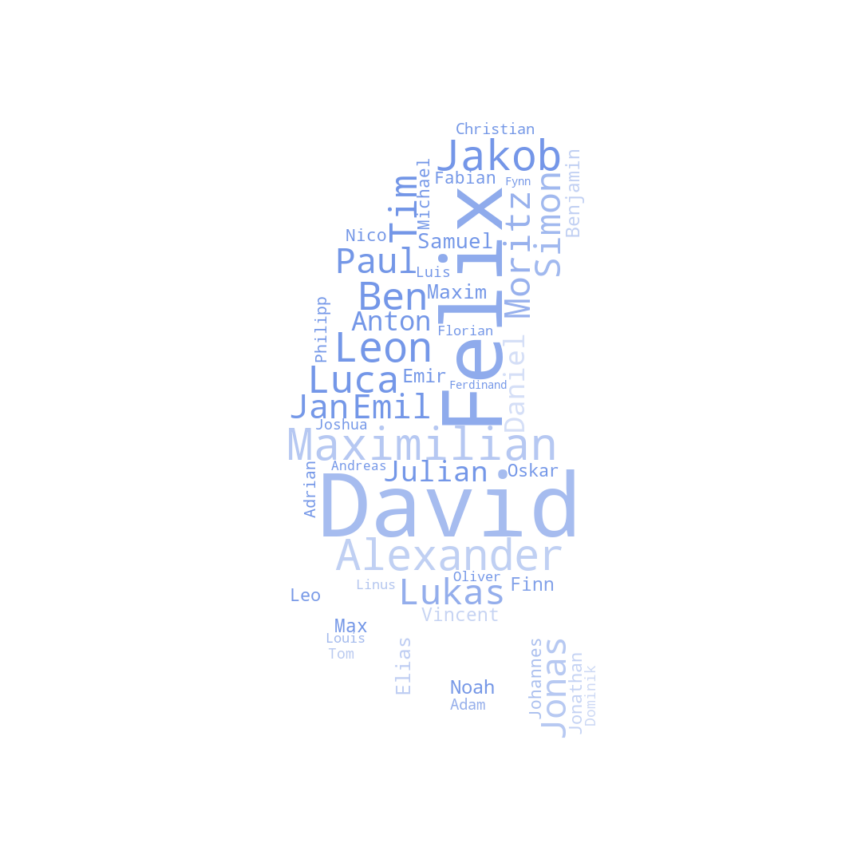 Christian
Jakob
Benjamin
Michael
Fabian
Fynn
Tim
Simon
Felix
Moritz
Nico
Samuel
Paul
Luis
Ben
Maxim
Philipp
Anton
Florian
Leon
Daniel
Luca
Emir
Ferdinand
Jan
Emil
Joshua
Maximilian
Andreas
Julian
Oskar
Adrian
David
Alexander
Oliver
Linus
Lukas
Finn
Leo
Vincent
Max
Louis
Tom
Elias
Johannes
Jonas
Jonathan
Dominik
Noah
Adam